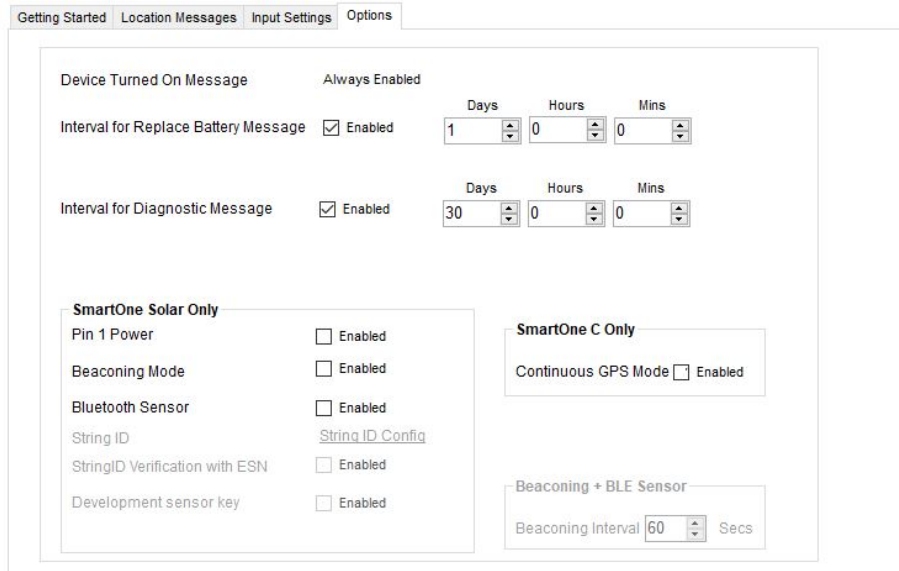 Getting Started Location Messages Input Settings Options
Device Turned On Message Always Enabled
Days Hours Mins
Interval for Replace Battery Message Enabled 1 0 0
Days Hours Mins
Interval for Diagnostic Message Enabled 30 0 0
SmartOne Solar Only
Pin 1 Power Enabled
Beaconing Mode Enabled
Bluetooth Sensor Enabled
String ID String ID Config
StringID Verification with ESN Enabled
Development sensor key Enabled
SmartOne C Only
Continuous GPS Mode Enabled
Beaconing + BLE Sensor
Beaconing Interval 60 Secs